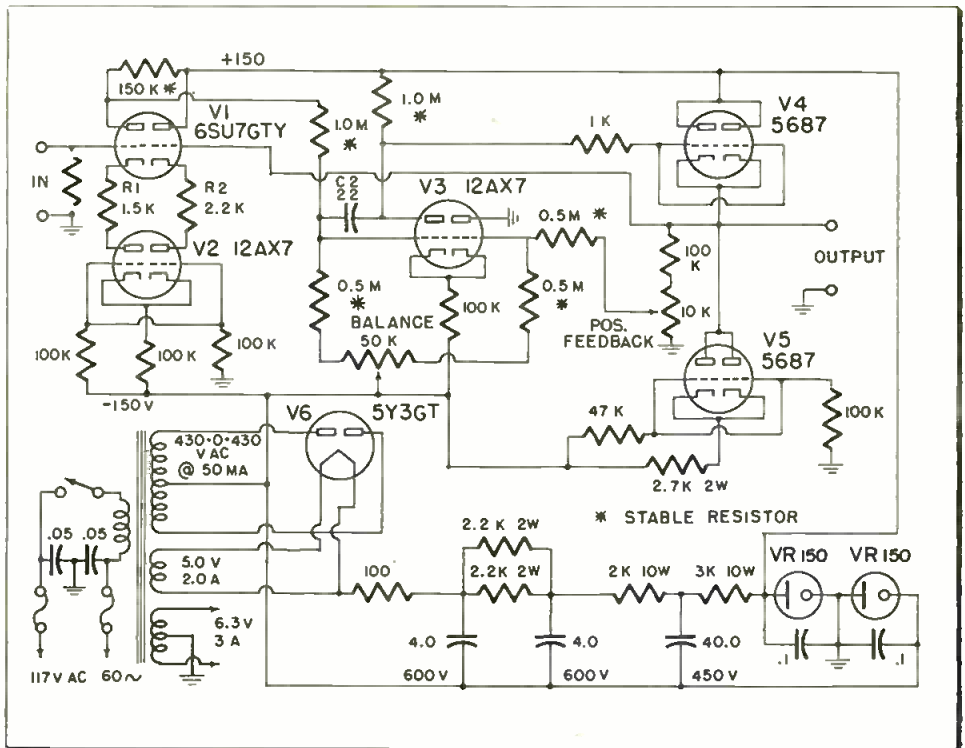 +150
150 K *
V1
6SU7GTY
1.0 M
*
1.0 M
*
1 K
V4
5687
IN
R1
1.5 K
R2
2.2 K
C2
22
V3 12AX7
0.5 M *
100
K
OUTPUT
V2 12AX7
0.5 M
*
BALANCE
50 K
100 K
0.5 M
*
POS.
FEEDBACK
10 K
V5
5687
100K
100 K
100 K
-150 V
V6 5Y3GT
47 K
100 K
430-0-430
V AC
@ 50 MA
2.7K 2W
* STABLE RESISTOR
.05 .05
2.2 K 2W
5.0 V
2.0 A
100
2.2K 2W
2K 10W
3K 10W
VR 150 VR 150
6.3 V
3 A
4.0
600 V
4.0
600 V
40.0
450 V
.1 .1
117V AC 60~